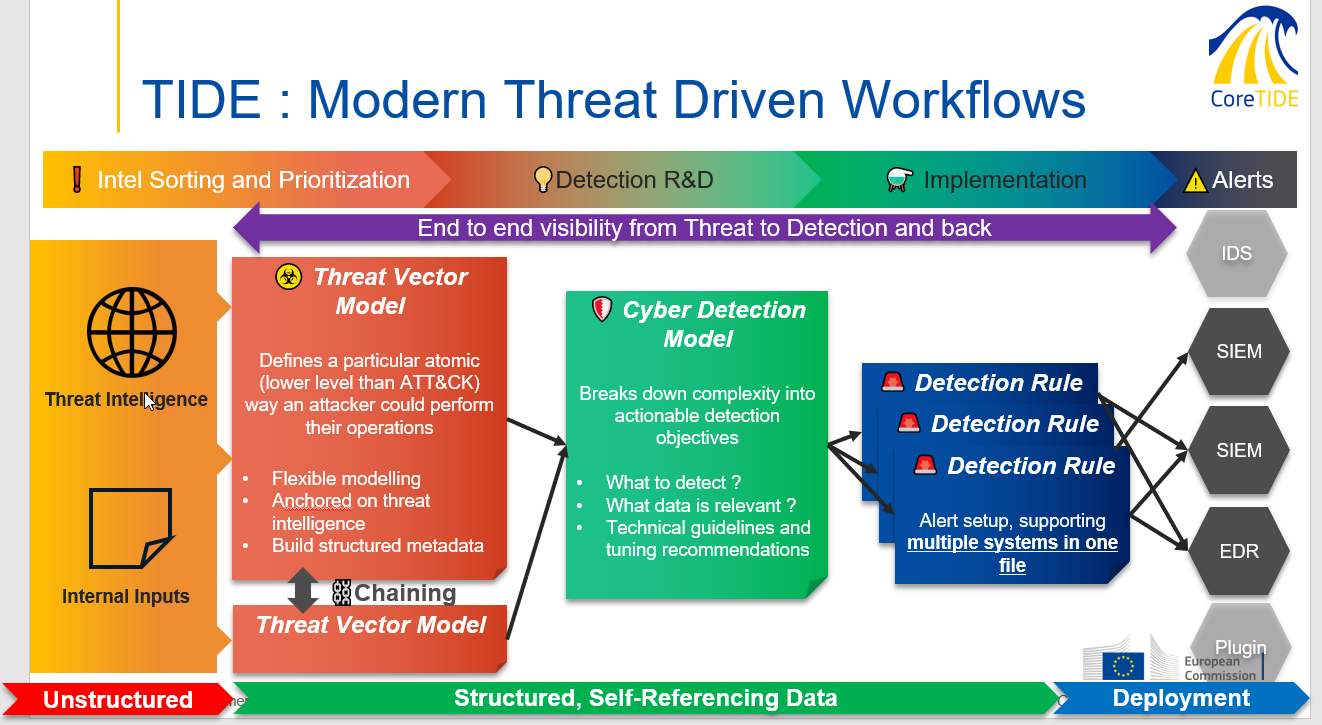 CoreTIDE
TIDE : Modern Threat Driven Workflows
Intel Sorting and Prioritization
Detection R&D
Implementation
Alerts
End to end visibility from Threat to Detection and back
Threat Intelligence
Internal Inputs
Threat Vector
Model
Defines a particular atomic
(lower level than ATT&CK)
way an attacker could perform
their operations
• Flexible modelling
• Anchored on threat
intelligence
• Build structured metadata
Chaining
Threat Vector Model
Cyber Detection
Model
Breaks down complexity into
actionable detection
objectives
• What to detect ?
• What data is relevant ?
• Technical guidelines and
tuning recommendations
Detection Rule
Detection Rule
Detection Rule
Alert setup, supporting
multiple systems in one
file
IDS
SIEM
SIEM
EDR
Plugin
European
Commission
Unstructured
Structured, Self-Referencing Data
Deployment